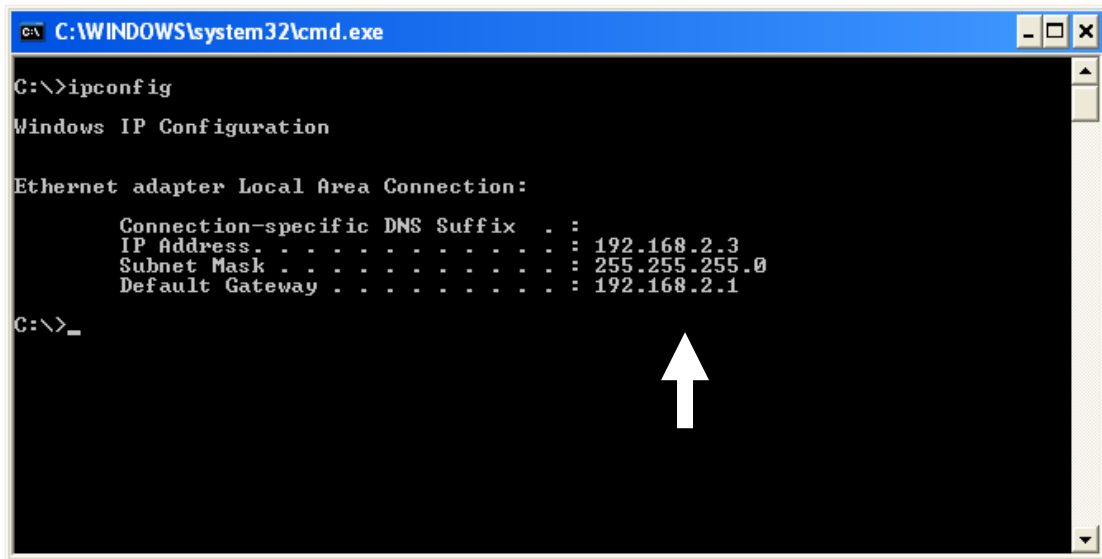 C:\WINDOWS\system32\cmd.exe
C:\>ipconfig
Windows IP Configuration
Ethernet adapter Local Area Connection:
Connection-specific DNS Suffix . :
IP Address. . . . . . . . . . . . : 192.168.2.3
Subnet Mask . . . . . . . . . . . : 255.255.255.0
Default Gateway . . . . . . . . . : 192.168.2.1
C:\>_